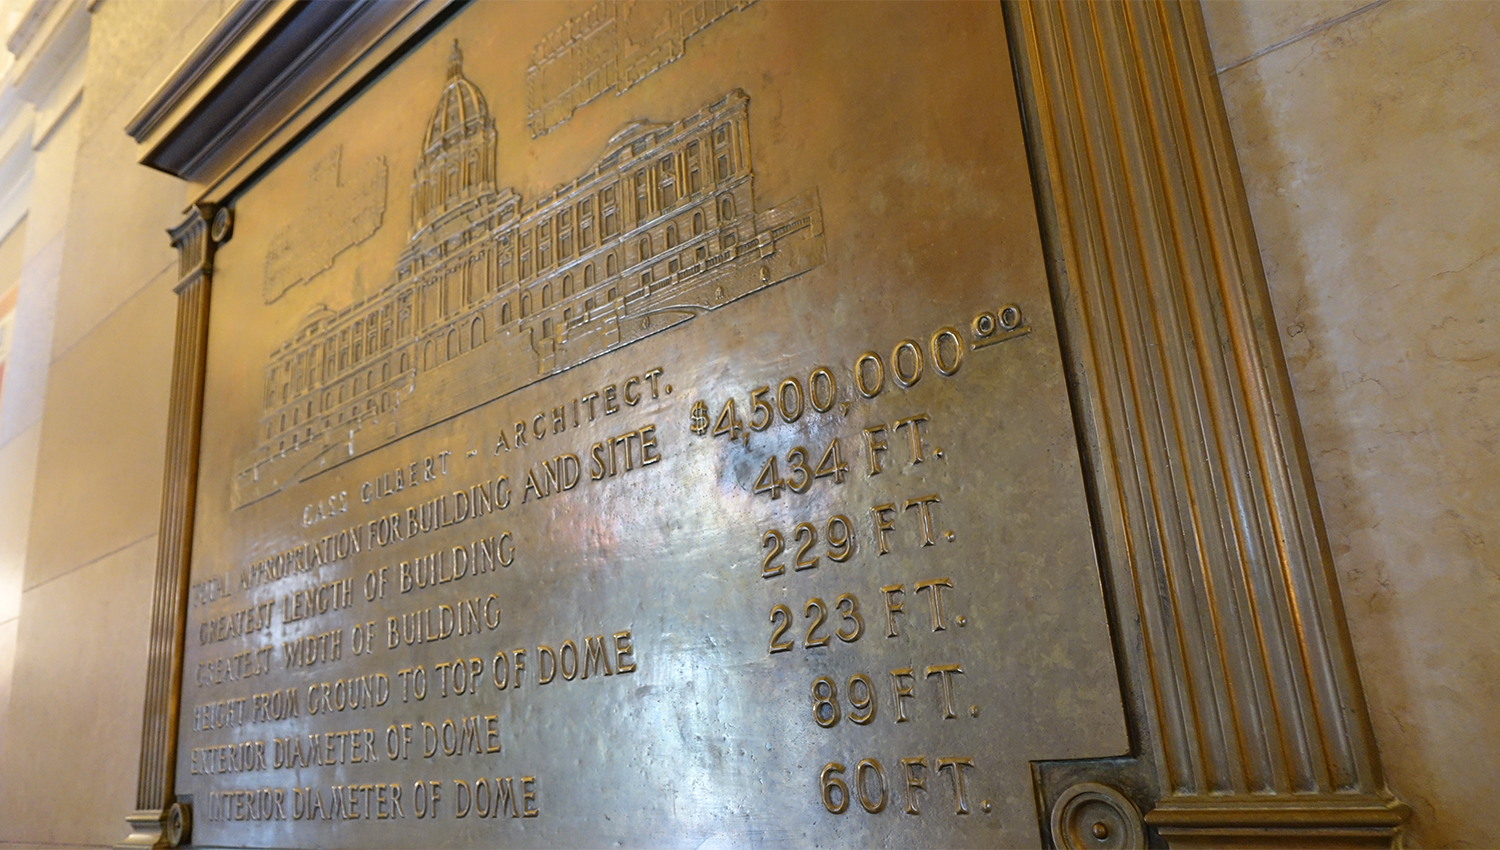 CASS GILBERT ~ ARCHITECT.
TOTAL APPROPRIATION FOR BUILDING AND SITE $4,500,000.00
GREATEST LENGTH OF BUILDING 434 FT.
GREATEST WIDTH OF BUILDING 229 FT.
HEIGHT FROM GROUND TO TOP OF DOME 223 FT.
EXTERIOR DIAMETER OF DOME 89 FT.
INTERIOR DIAMETER OF DOME 60 FT.